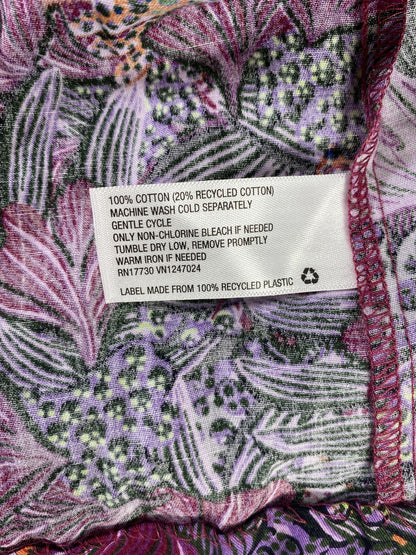 100% COTTON (20% RECYCLED COTTON)
MACHINE WASH COLD SEPARATELY
GENTLE CYCLE
ONLY NON-CHLORINE BLEACH IF NEEDED
TUMBLE DRY LOW, REMOVE PROMPTLY
WARM IRON IF NEEDED
RN17730 VN1247024
LABEL MADE FROM 100% RECYCLED PLASTIC